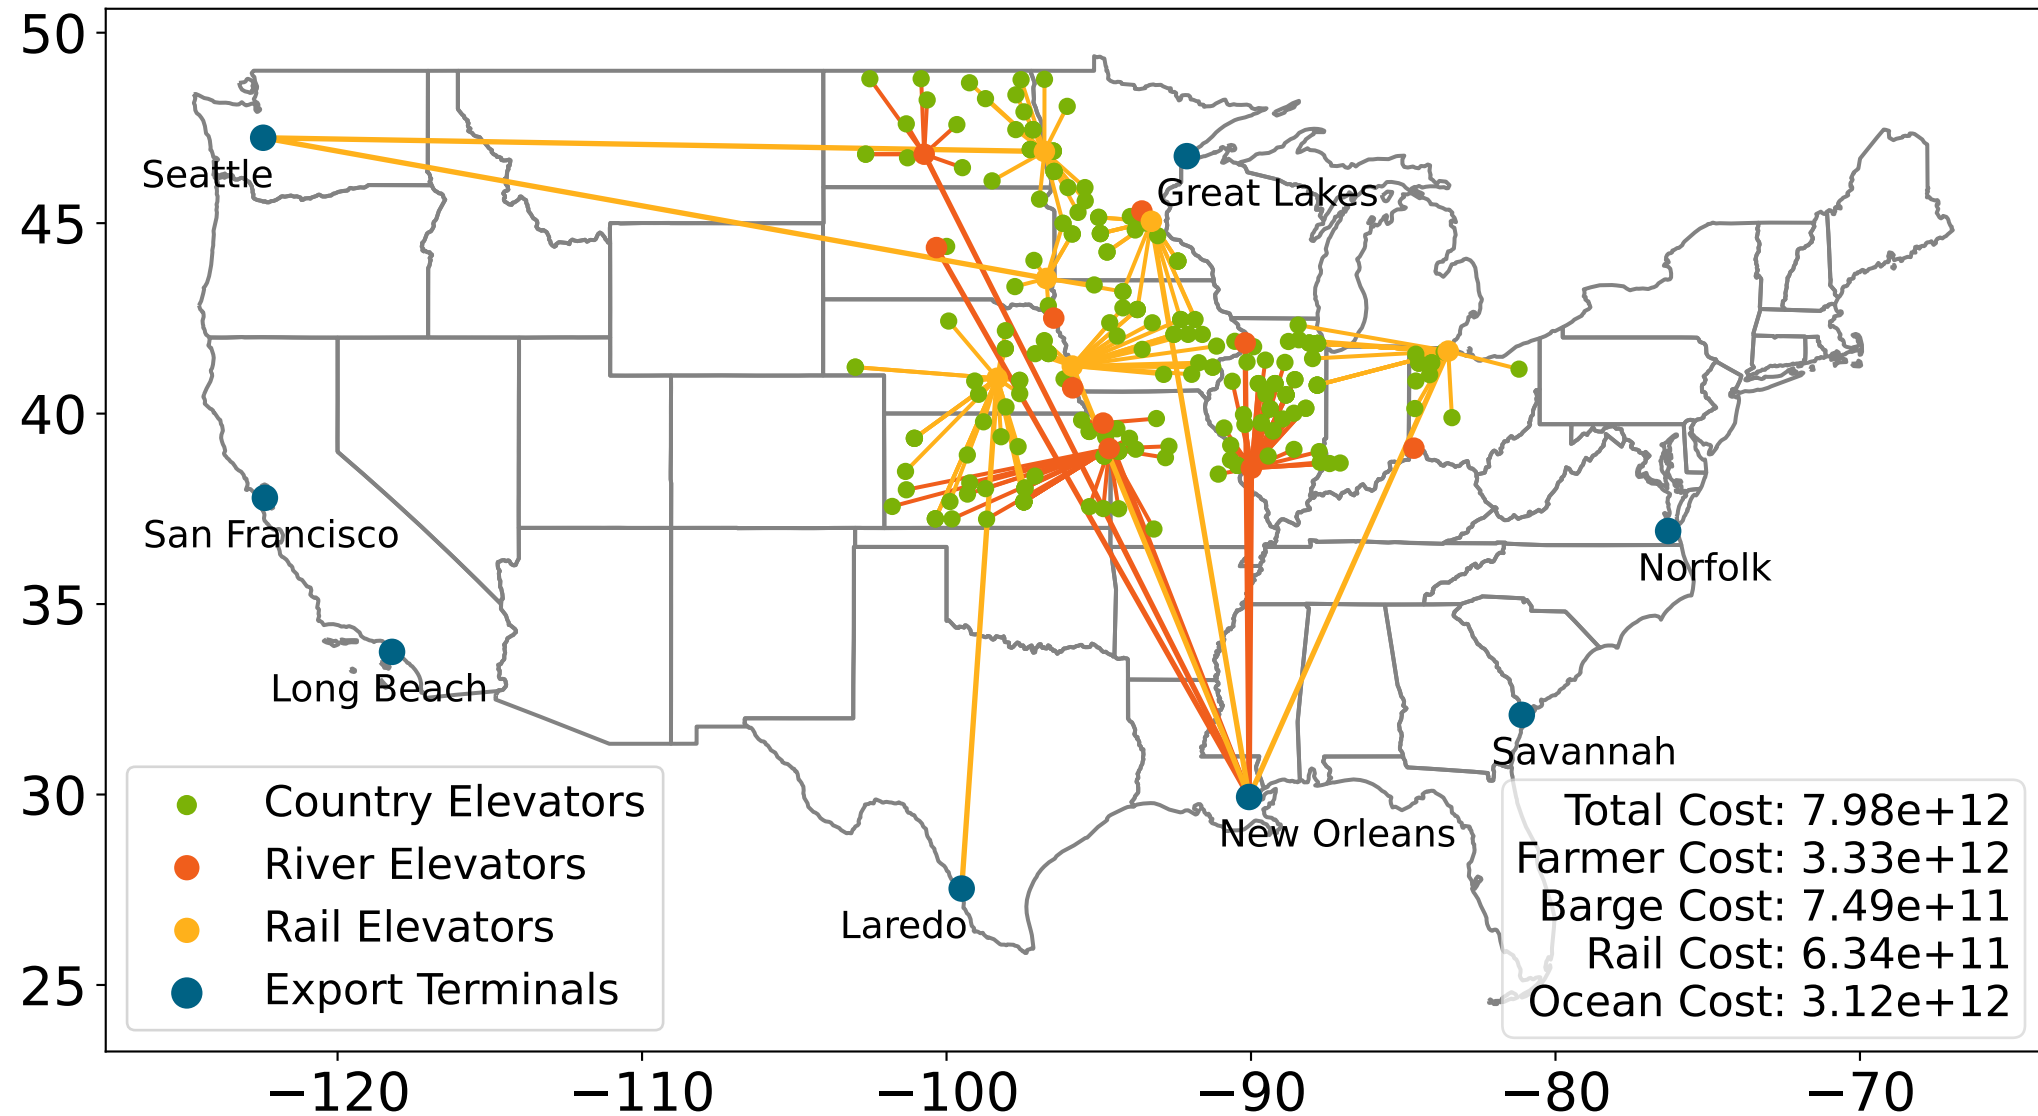 50
45
40
35
30
25
−120
−110
−100
−90
−80
−70
Seattle
Great Lakes
San Francisco
Norfolk
Long Beach
Savannah
New Orleans
Laredo
Country Elevators
River Elevators
Rail Elevators
Export Terminals
Total Cost: 7.98e+12
Farmer Cost: 3.33e+12
Barge Cost: 7.49e+11
Rail Cost: 6.34e+11
Ocean Cost: 3.12e+12